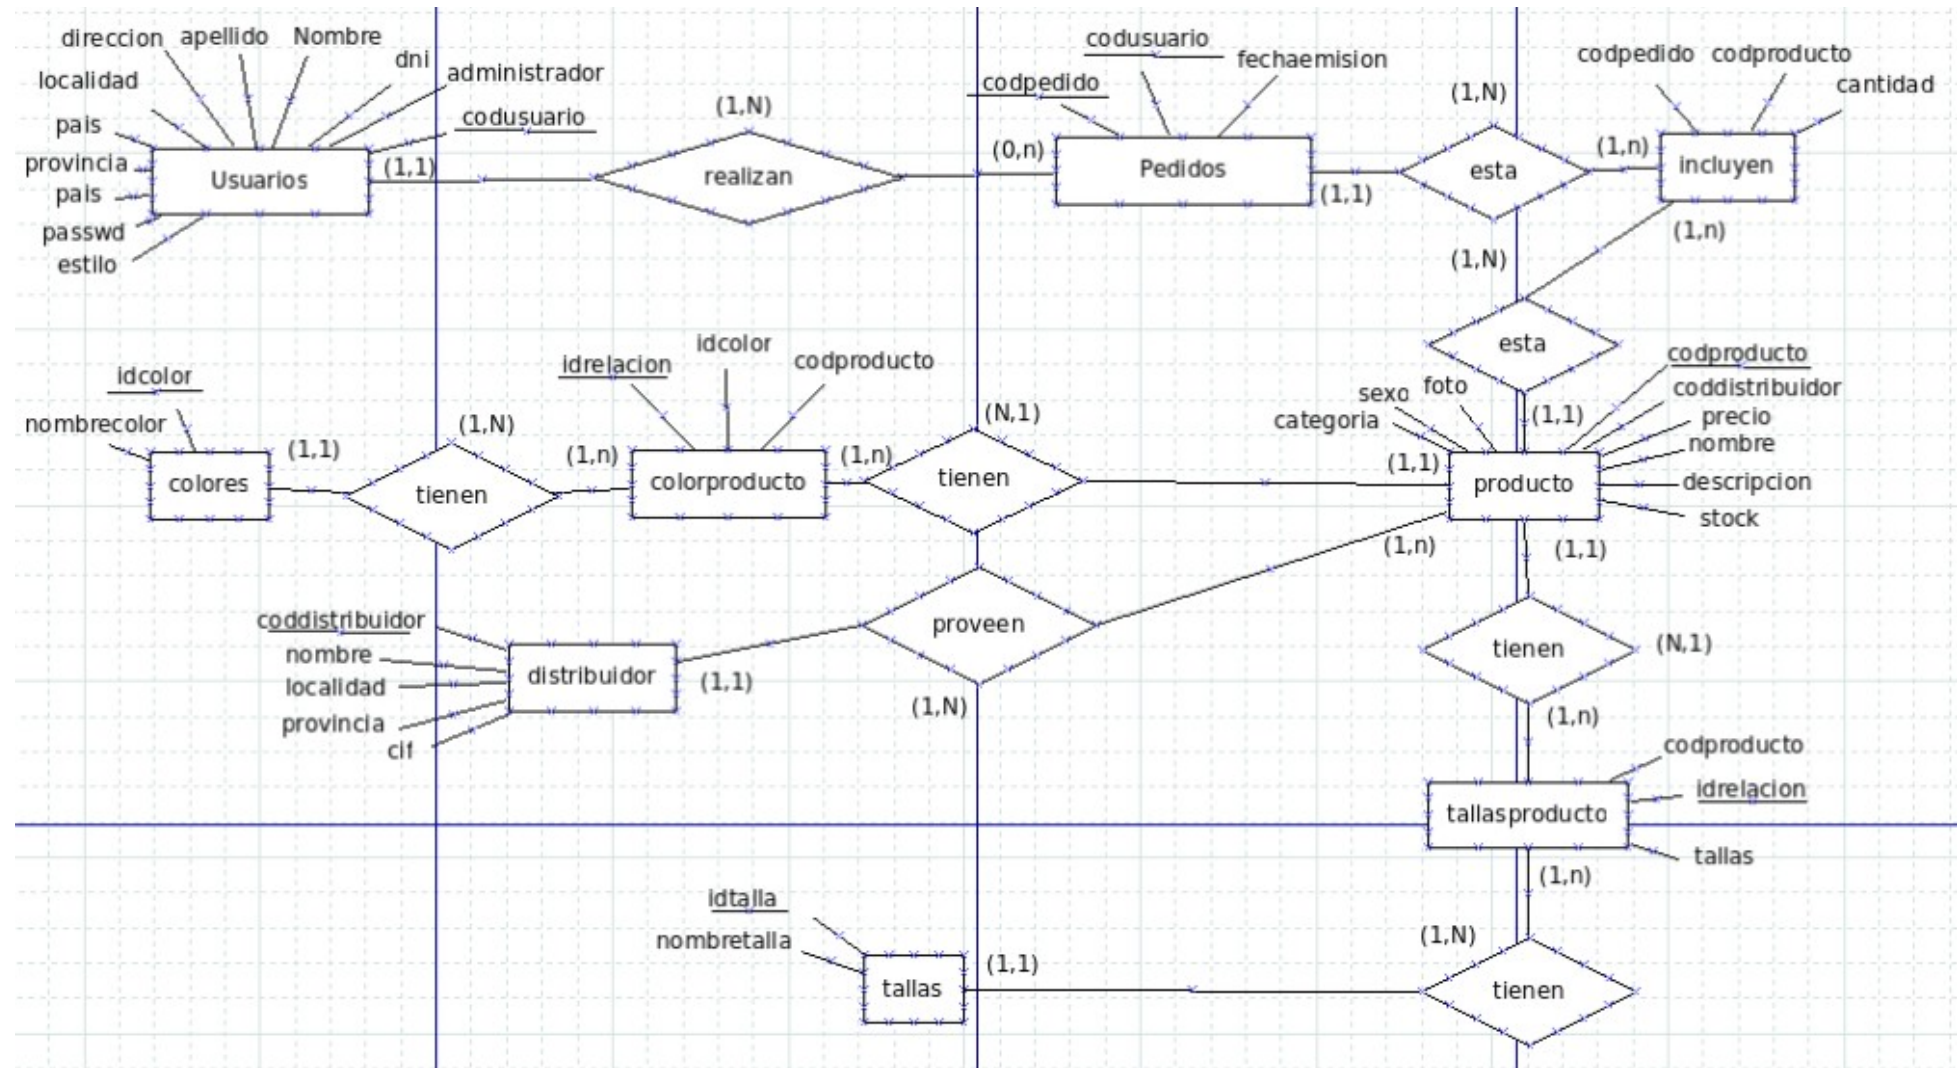 direccion
apellido
Nombre
dni
localidad
administrador
pais
codusuario
provincia
pais
passwd
estilo
Usuarios
(1,1)
(1,N)
realizan
(0,n)
codpedido
codusuario
fechaemision
Pedidos
(1,1)
(1,N)
esta
(1,n)
codpedido
codproducto
cantidad
incluyen
(1,n)
(1,N)
esta
(1,1)
idcolor
nombrecolor
colores
(1,1)
(1,N)
tienen
(1,n)
idrelacion
idcolor
codproducto
colorproducto
(1,n)
(N,1)
tienen
(1,1)
categoria
sexo
foto
codproducto
coddistribuidor
precio
nombre
descripcion
stock
producto
(1,n)
(1,1)
coddistribuidor
nombre
localidad
provincia
cif
distribuidor
(1,1)
proveen
(1,N)
tienen
(N,1)
(1,n)
codproducto
idrelacion
tallas
tallasproducto
(1,n)
idtalla
nombretalla
tallas
(1,1)
(1,N)
tienen